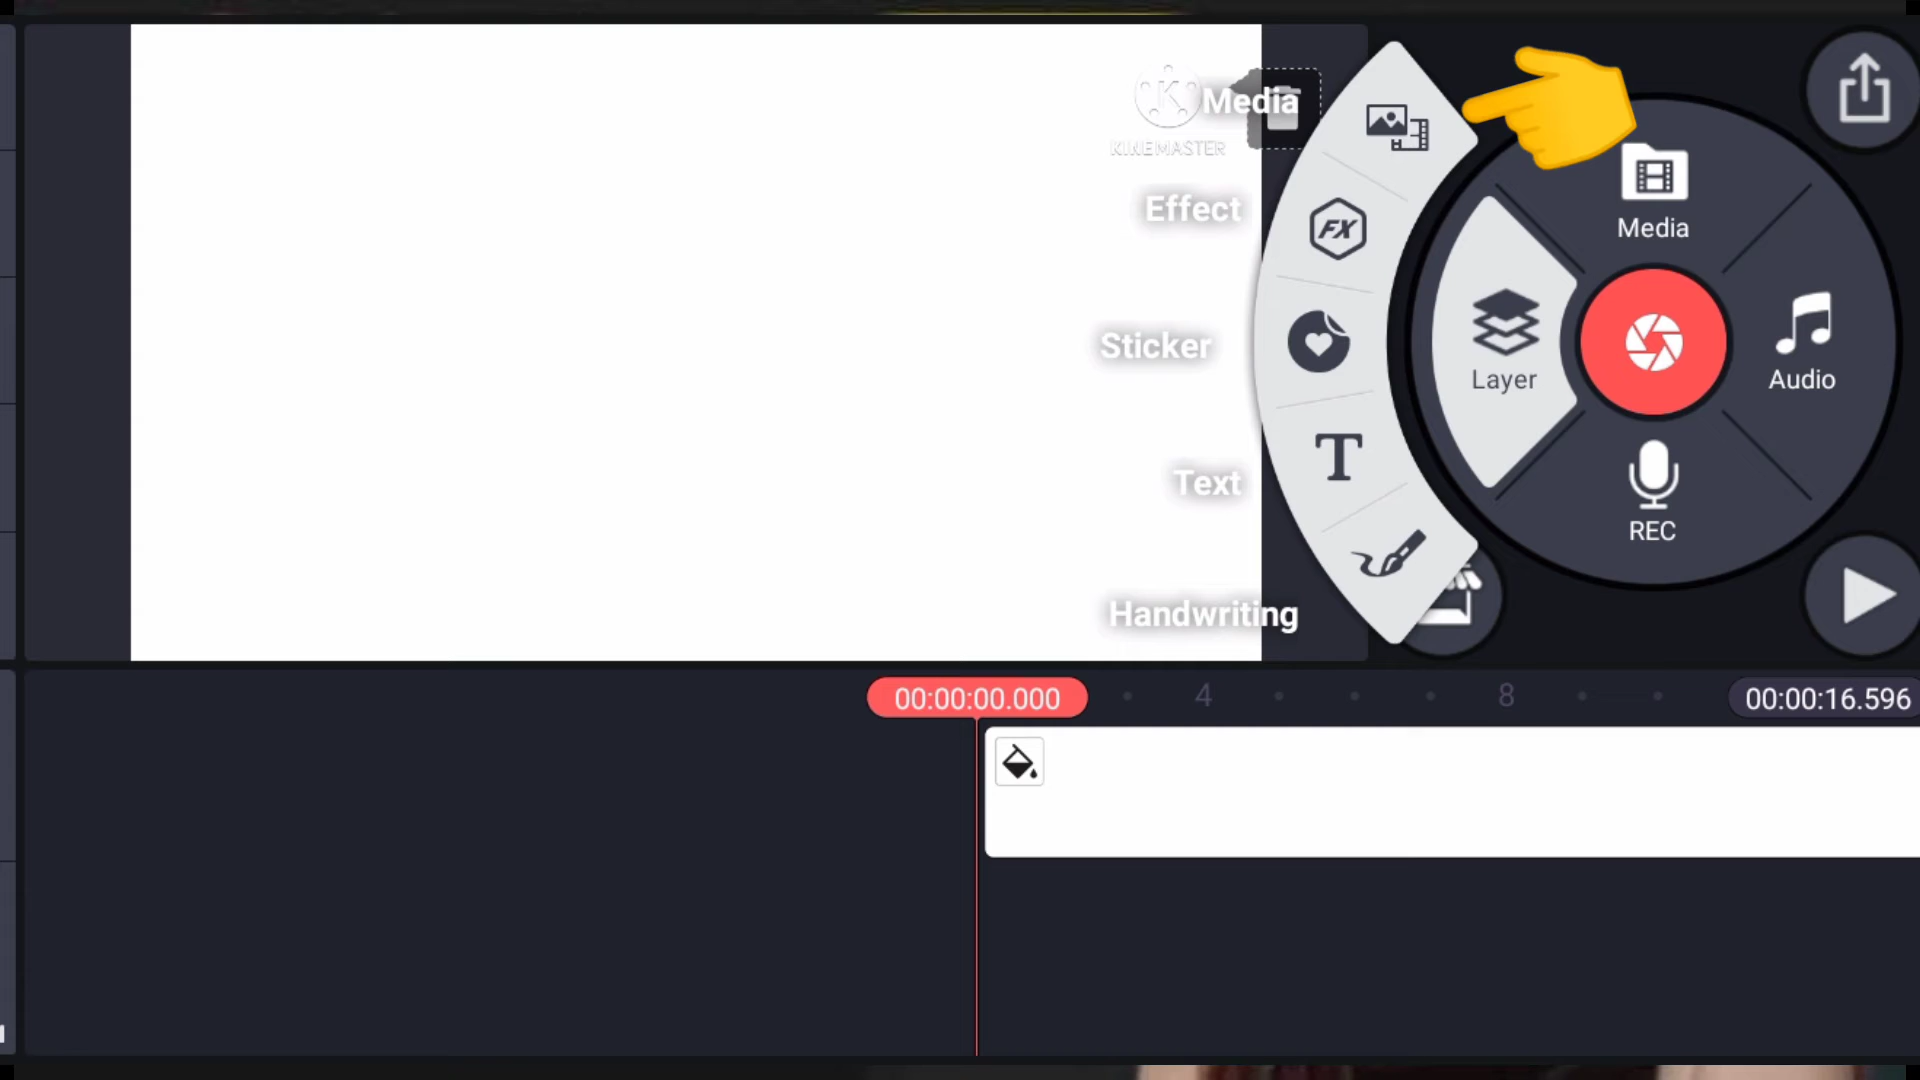 Media
KINEMASTER
Effect
FX
Sticker
Text
T
Handwriting
Media
Layer
Audio
REC
00:00:00.000
4
8
00:00:16.596